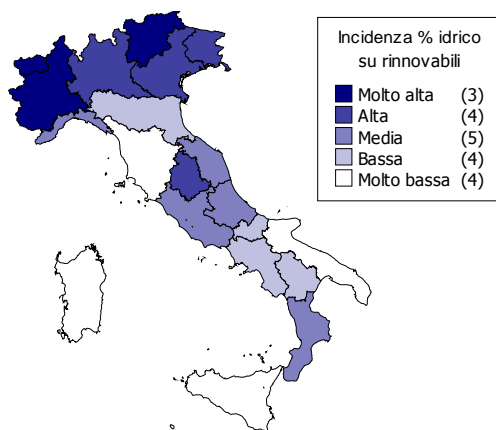 Incidenza % idrico
su rinnovabili
Molto alta (3)
Alta (4)
Media (5)
Bassa (4)
Molto bassa (4)